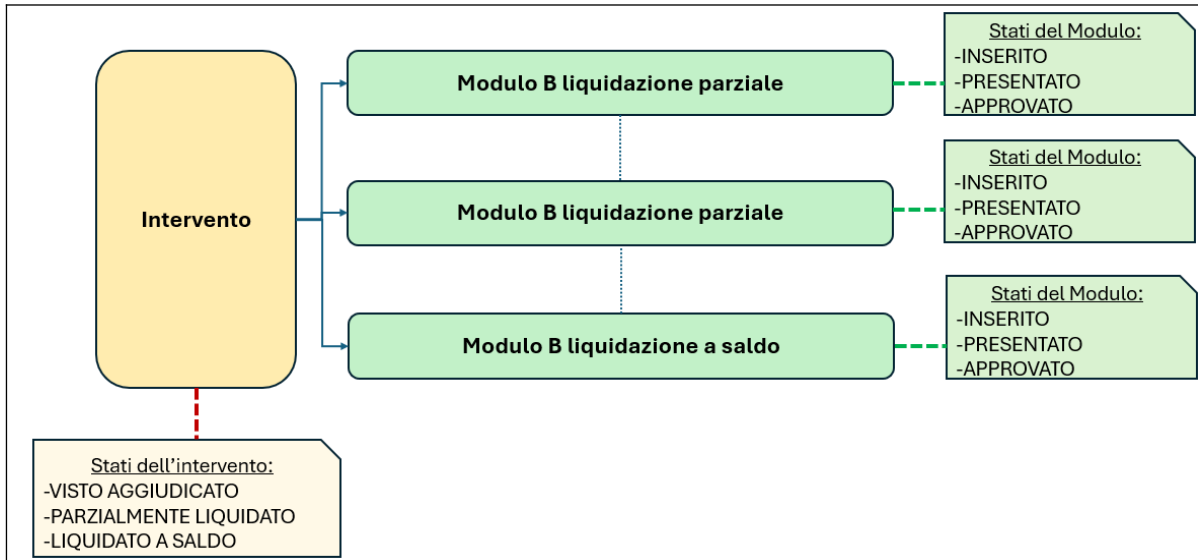 Stati del Modulo:
-INSERITO
-PRESENTATO
-APPROVATO
Modulo B liquidazione parziale
Stati del Modulo:
-INSERITO
-PRESENTATO
-APPROVATO
Modulo B liquidazione parziale
Intervento
Stati del Modulo:
-INSERITO
-PRESENTATO
-APPROVATO
Modulo B liquidazione a saldo
Stati dell’intervento:
-VISTO AGGIUDICATO
-PARZIALMENTE LIQUIDATO
-LIQUIDATO A SALDO